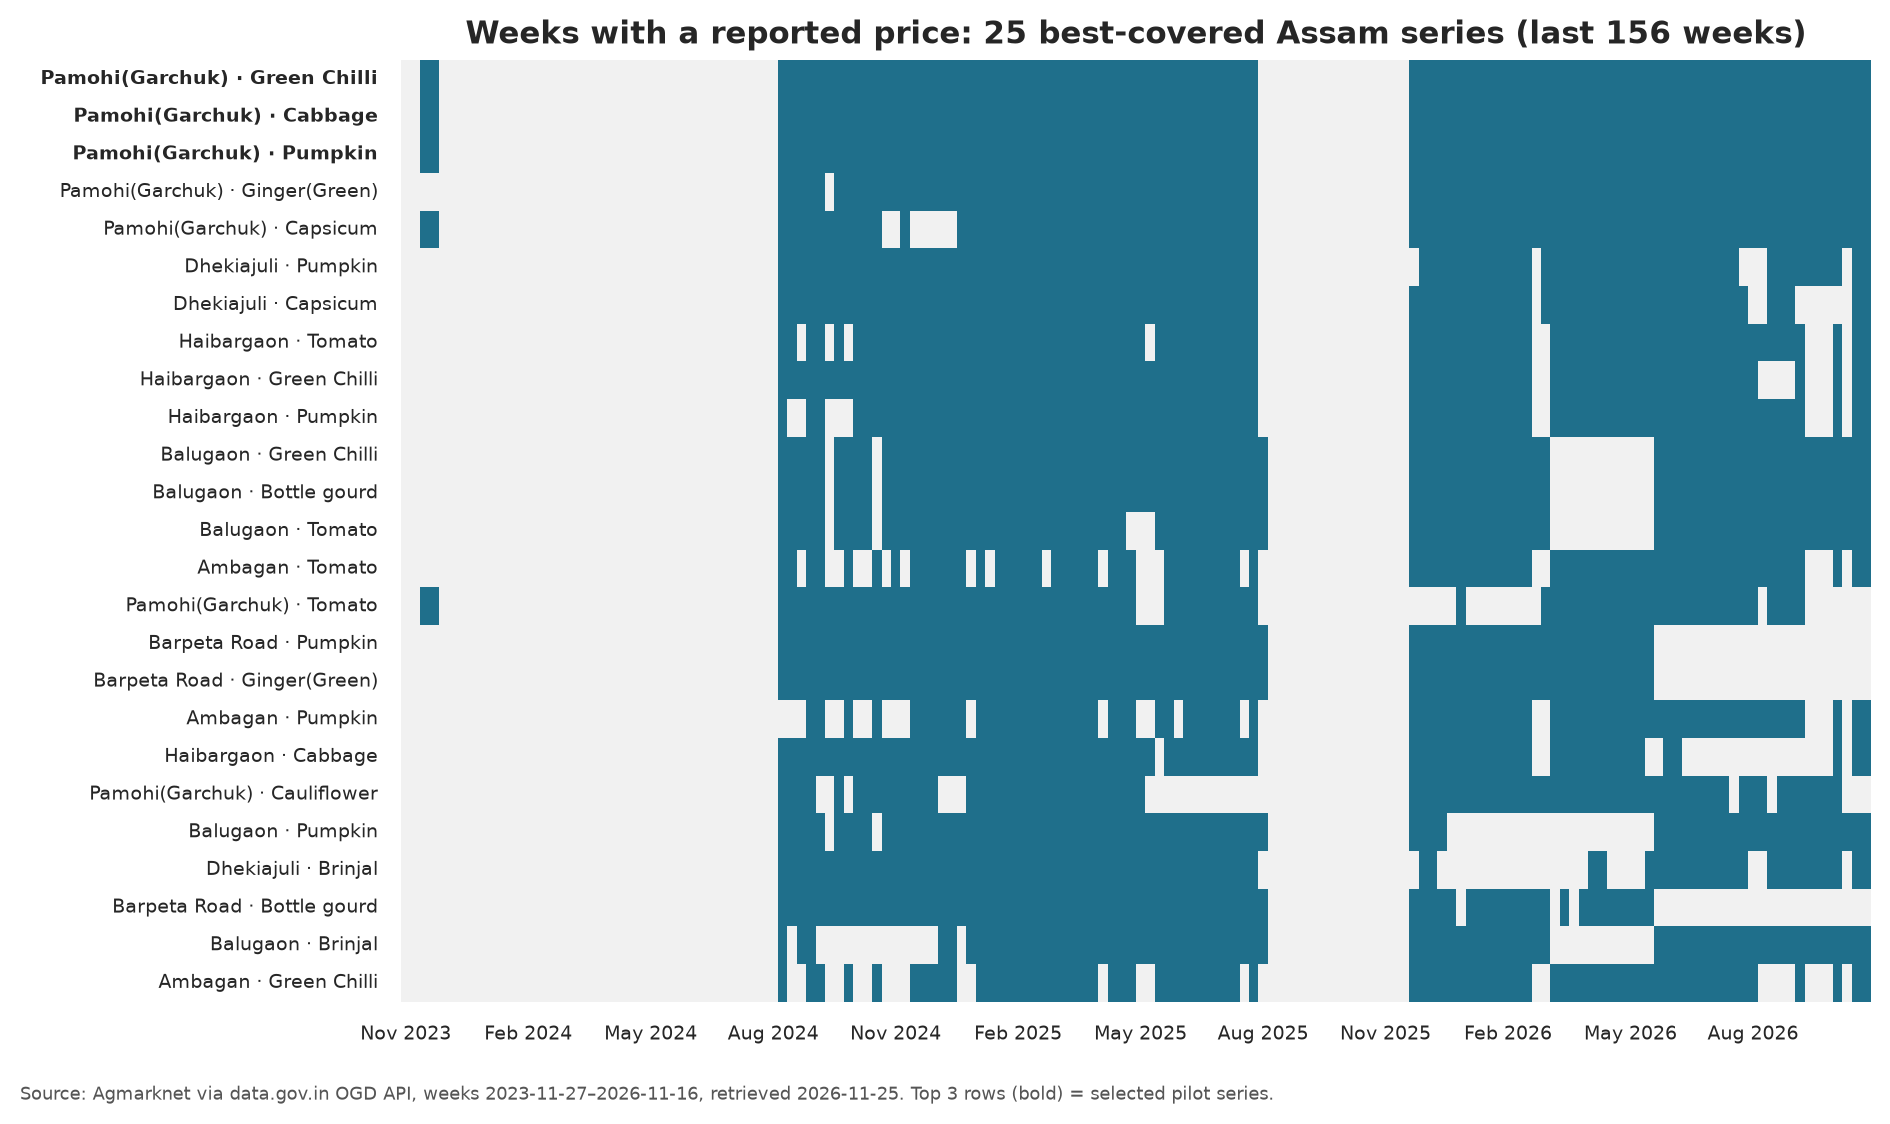 Weeks with a reported price: 25 best-covered Assam series (last 156 weeks)
Pamohi(Garchuk) · Green Chilli
Pamohi(Garchuk) · Cabbage
Pamohi(Garchuk) · Pumpkin
Pamohi(Garchuk) · Ginger(Green)
Pamohi(Garchuk) · Capsicum
Dhekiajuli · Pumpkin
Dhekiajuli · Capsicum
Haibargaon · Tomato
Haibargaon · Green Chilli
Haibargaon · Pumpkin
Balugaon · Green Chilli
Balugaon · Bottle gourd
Balugaon · Tomato
Ambagan · Tomato
Pamohi(Garchuk) · Tomato
Barpeta Road · Pumpkin
Barpeta Road · Ginger(Green)
Ambagan · Pumpkin
Haibargaon · Cabbage
Pamohi(Garchuk) · Cauliflower
Balugaon · Pumpkin
Dhekiajuli · Brinjal
Barpeta Road · Bottle gourd
Balugaon · Brinjal
Ambagan · Green Chilli
Nov 2023 Feb 2024 May 2024 Aug 2024 Nov 2024 Feb 2025 May 2025 Aug 2025 Nov 2025 Feb 2026 May 2026 Aug 2026
Source: Agmarknet via data.gov.in OGD API, weeks 2023-11-27–2026-11-16, retrieved 2026-11-25. Top 3 rows (bold) = selected pilot series.